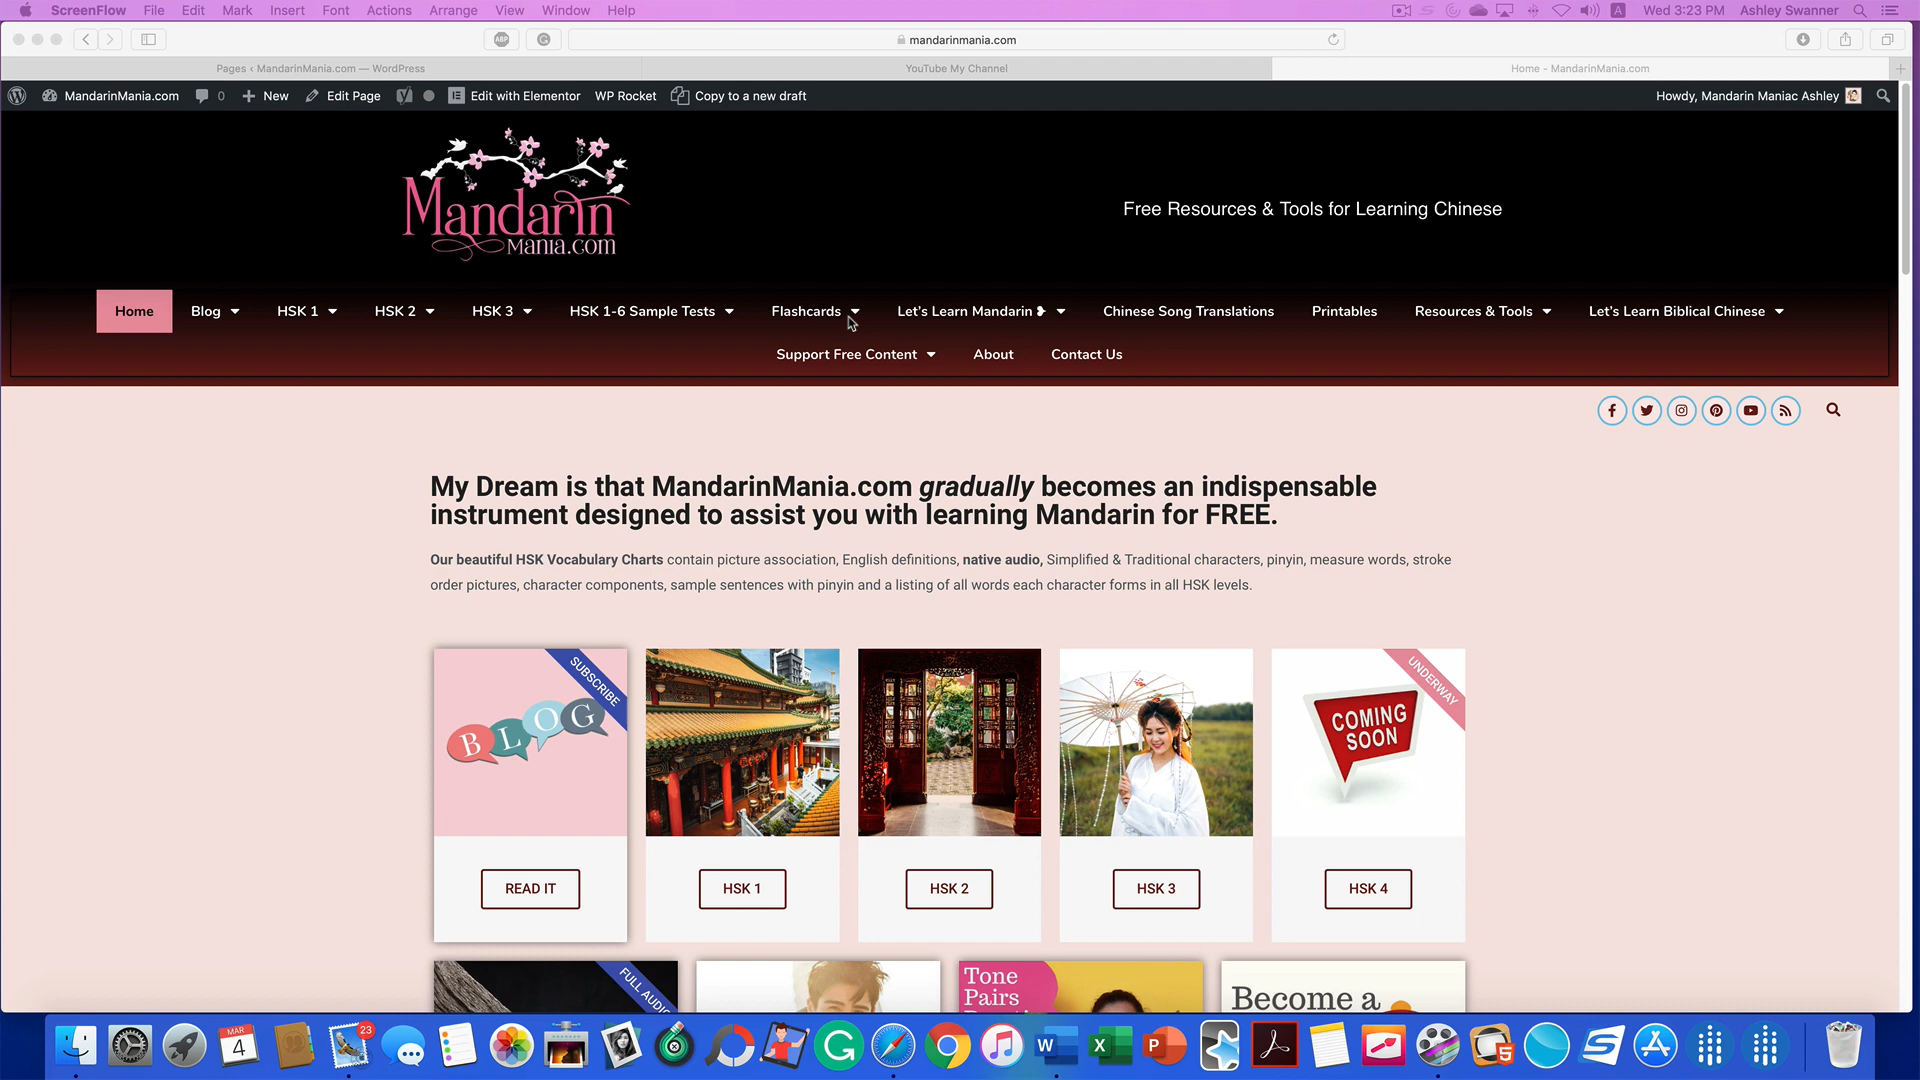 ScreenFlow File Edit Mark Insert Font Actions Arrange View Window Help A Wed 3:23 PM Ashley Swanner
ABP mandarinmania.com
Pages ‹ MandarinMania.com — WordPress YouTube My Channel Home - MandarinMania.com
MandarinMania.com 0 New Edit Page Edit with Elementor WP Rocket Copy to a new draft Howdy, Mandarin Maniac Ashley
Mandarin
Mania.com
Free Resources & Tools for Learning Chinese
Home Blog HSK 1 HSK 2 HSK 3 HSK 1-6 Sample Tests Flashcards Let's Learn Mandarin ❥ Chinese Song Translations Printables Resources & Tools Let's Learn Biblical Chinese
Support Free Content About Contact Us
My Dream is that MandarinMania.com gradually becomes an indispensable
instrument designed to assist you with learning Mandarin for FREE.
Our beautiful HSK Vocabulary Charts contain picture association, English definitions, native audio, Simplified & Traditional characters, pinyin, measure words, stroke
order pictures, character components, sample sentences with pinyin and a listing of all words each character forms in all HSK levels.
SUBSCRIBE
BLOG
UNDERWAY
COMING
SOON
READ IT HSK 1 HSK 2 HSK 3 HSK 4
FULL AUDIO
Tone
Pairs
Become a
MAR
4
23
W X P 5